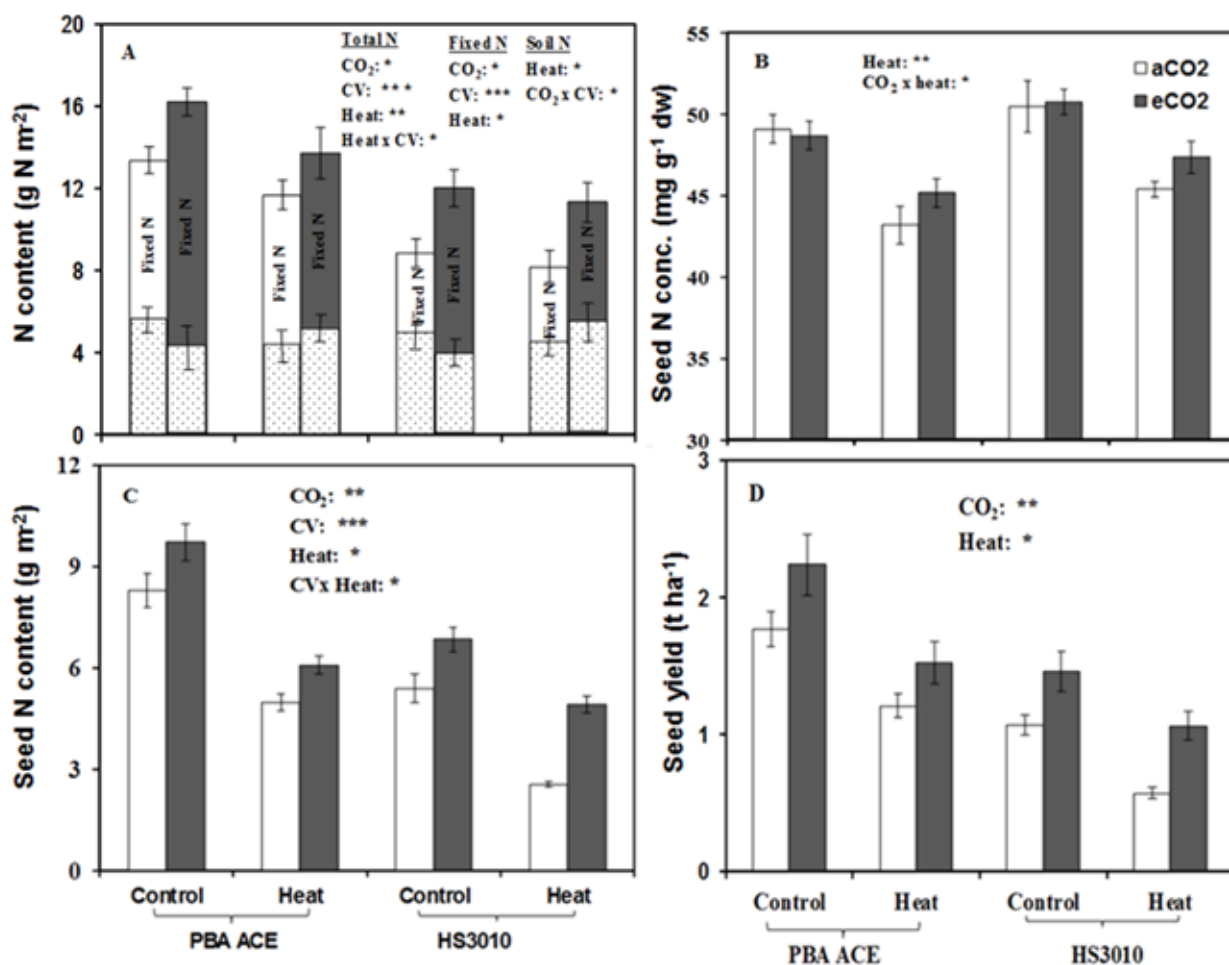 A
Total N
CO₂: *
CV: ***
Heat: **
Heat x CV: *
Fixed N
CO₂: *
CV: ***
Heat: *
Soil N
Heat: *
CO₂ x CV: *
20
16
12
8
4
0
N content (g N m⁻²)
Fixed N
Fixed N
Fixed N
Fixed N
Fixed N
Fixed N
Fixed N
Fixed N
B
Heat: **
CO₂ x heat: *
aCO2
eCO2
55
50
45
40
35
30
Seed N conc. (mg g⁻¹ dw)
C
CO₂: **
CV: ***
Heat: *
CVx Heat: *
12
9
6
3
0
Seed N content (g m⁻²)
Control Heat Control Heat
PBA ACE HS3010
D
CO₂: **
Heat: *
3
2
1
0
Seed yield (t ha⁻¹)
Control Heat Control Heat
PBA ACE HS3010